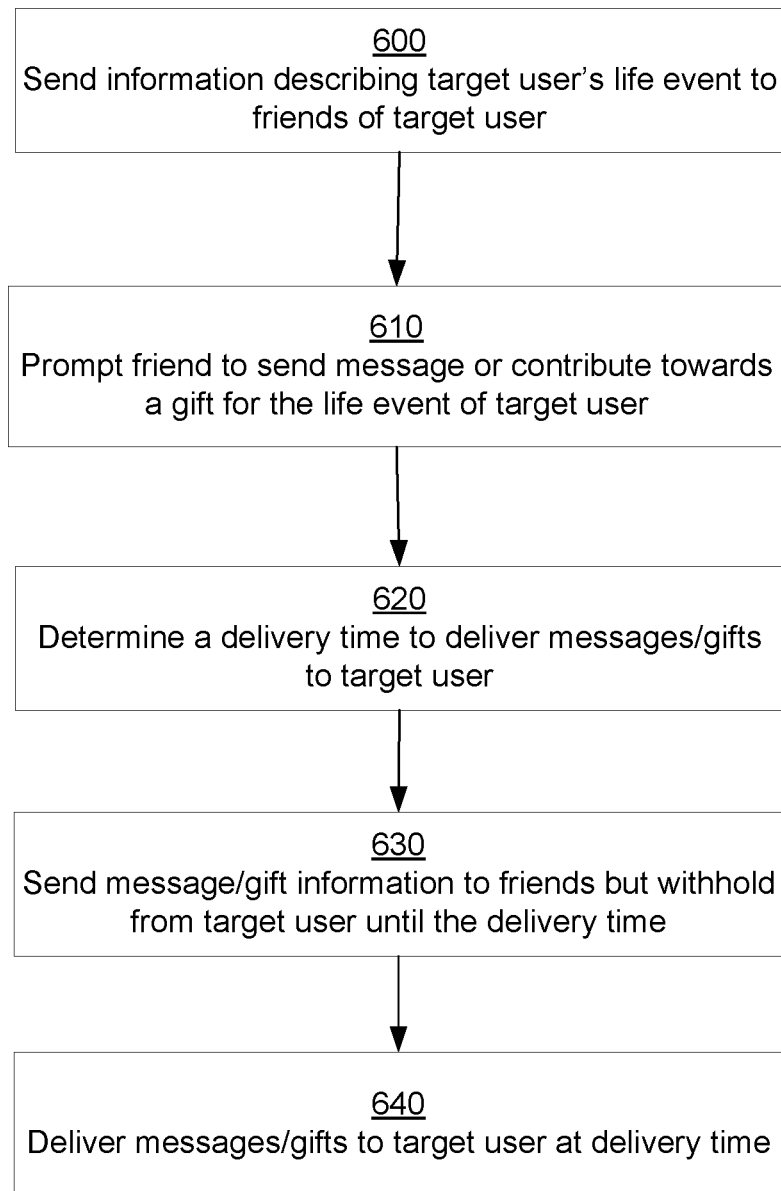 600
Send information describing target user's life event to
friends of target user
610
Prompt friend to send message or contribute towards
a gift for the life event of target user
620
Determine a delivery time to deliver messages/gifts
to target user
630
Send message/gift information to friends but withhold
from target user until the delivery time
640
Deliver messages/gifts to target user at delivery time